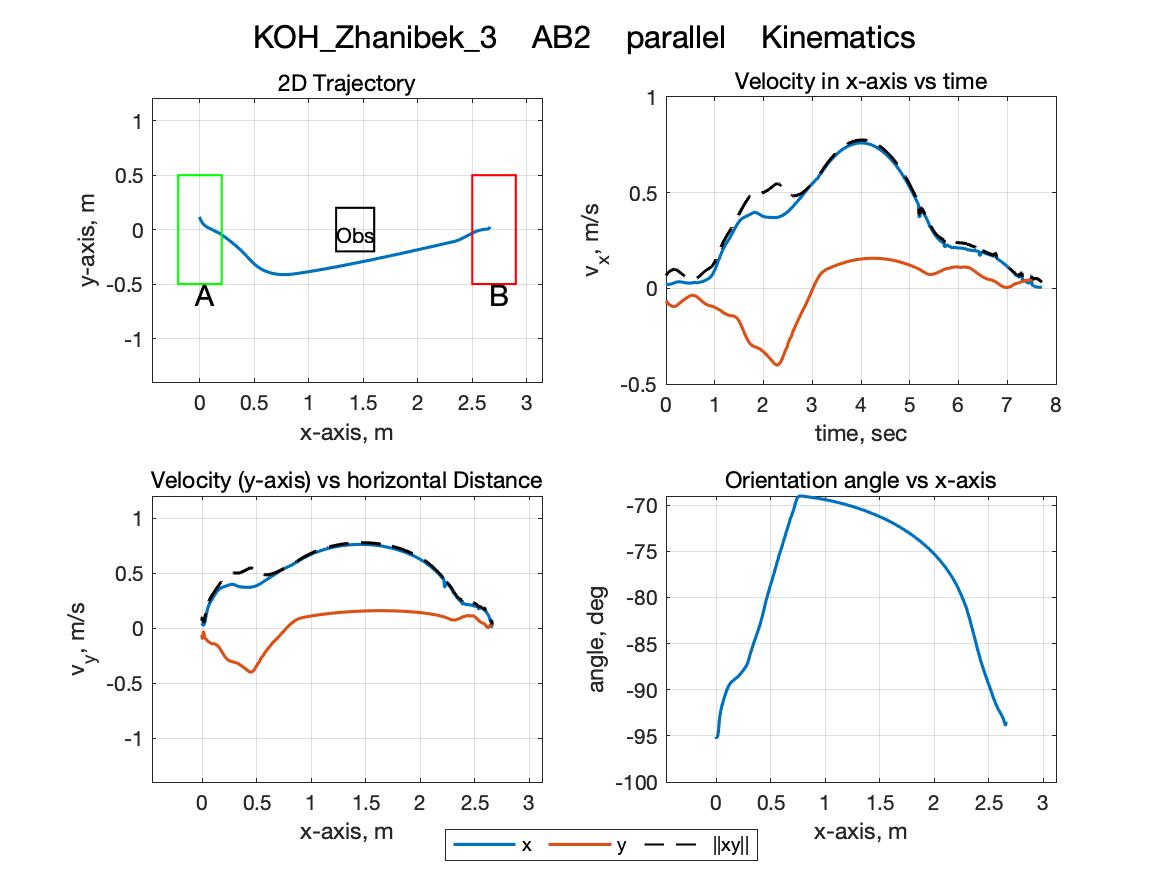 KOH_Zhanibek_3 AB2 parallel Kinematics
2D Trajectory
1
0.5
0
-0.5
-1
y-axis, m
Obs
A
B
0 0.5 1 1.5 2 2.5 3
x-axis, m
Velocity in x-axis vs time
1
0.5
0
-0.5
vx, m/s
0 1 2 3 4 5 6 7 8
time, sec
Velocity (y-axis) vs horizontal Distance
1
0.5
0
-0.5
-1
vy, m/s
0 0.5 1 1.5 2 2.5 3
x-axis, m
Orientation angle vs x-axis
-70
-75
-80
-85
-90
-95
-100
angle, deg
0 0.5 1 1.5 2 2.5 3
x-axis, m
x y ||xy||